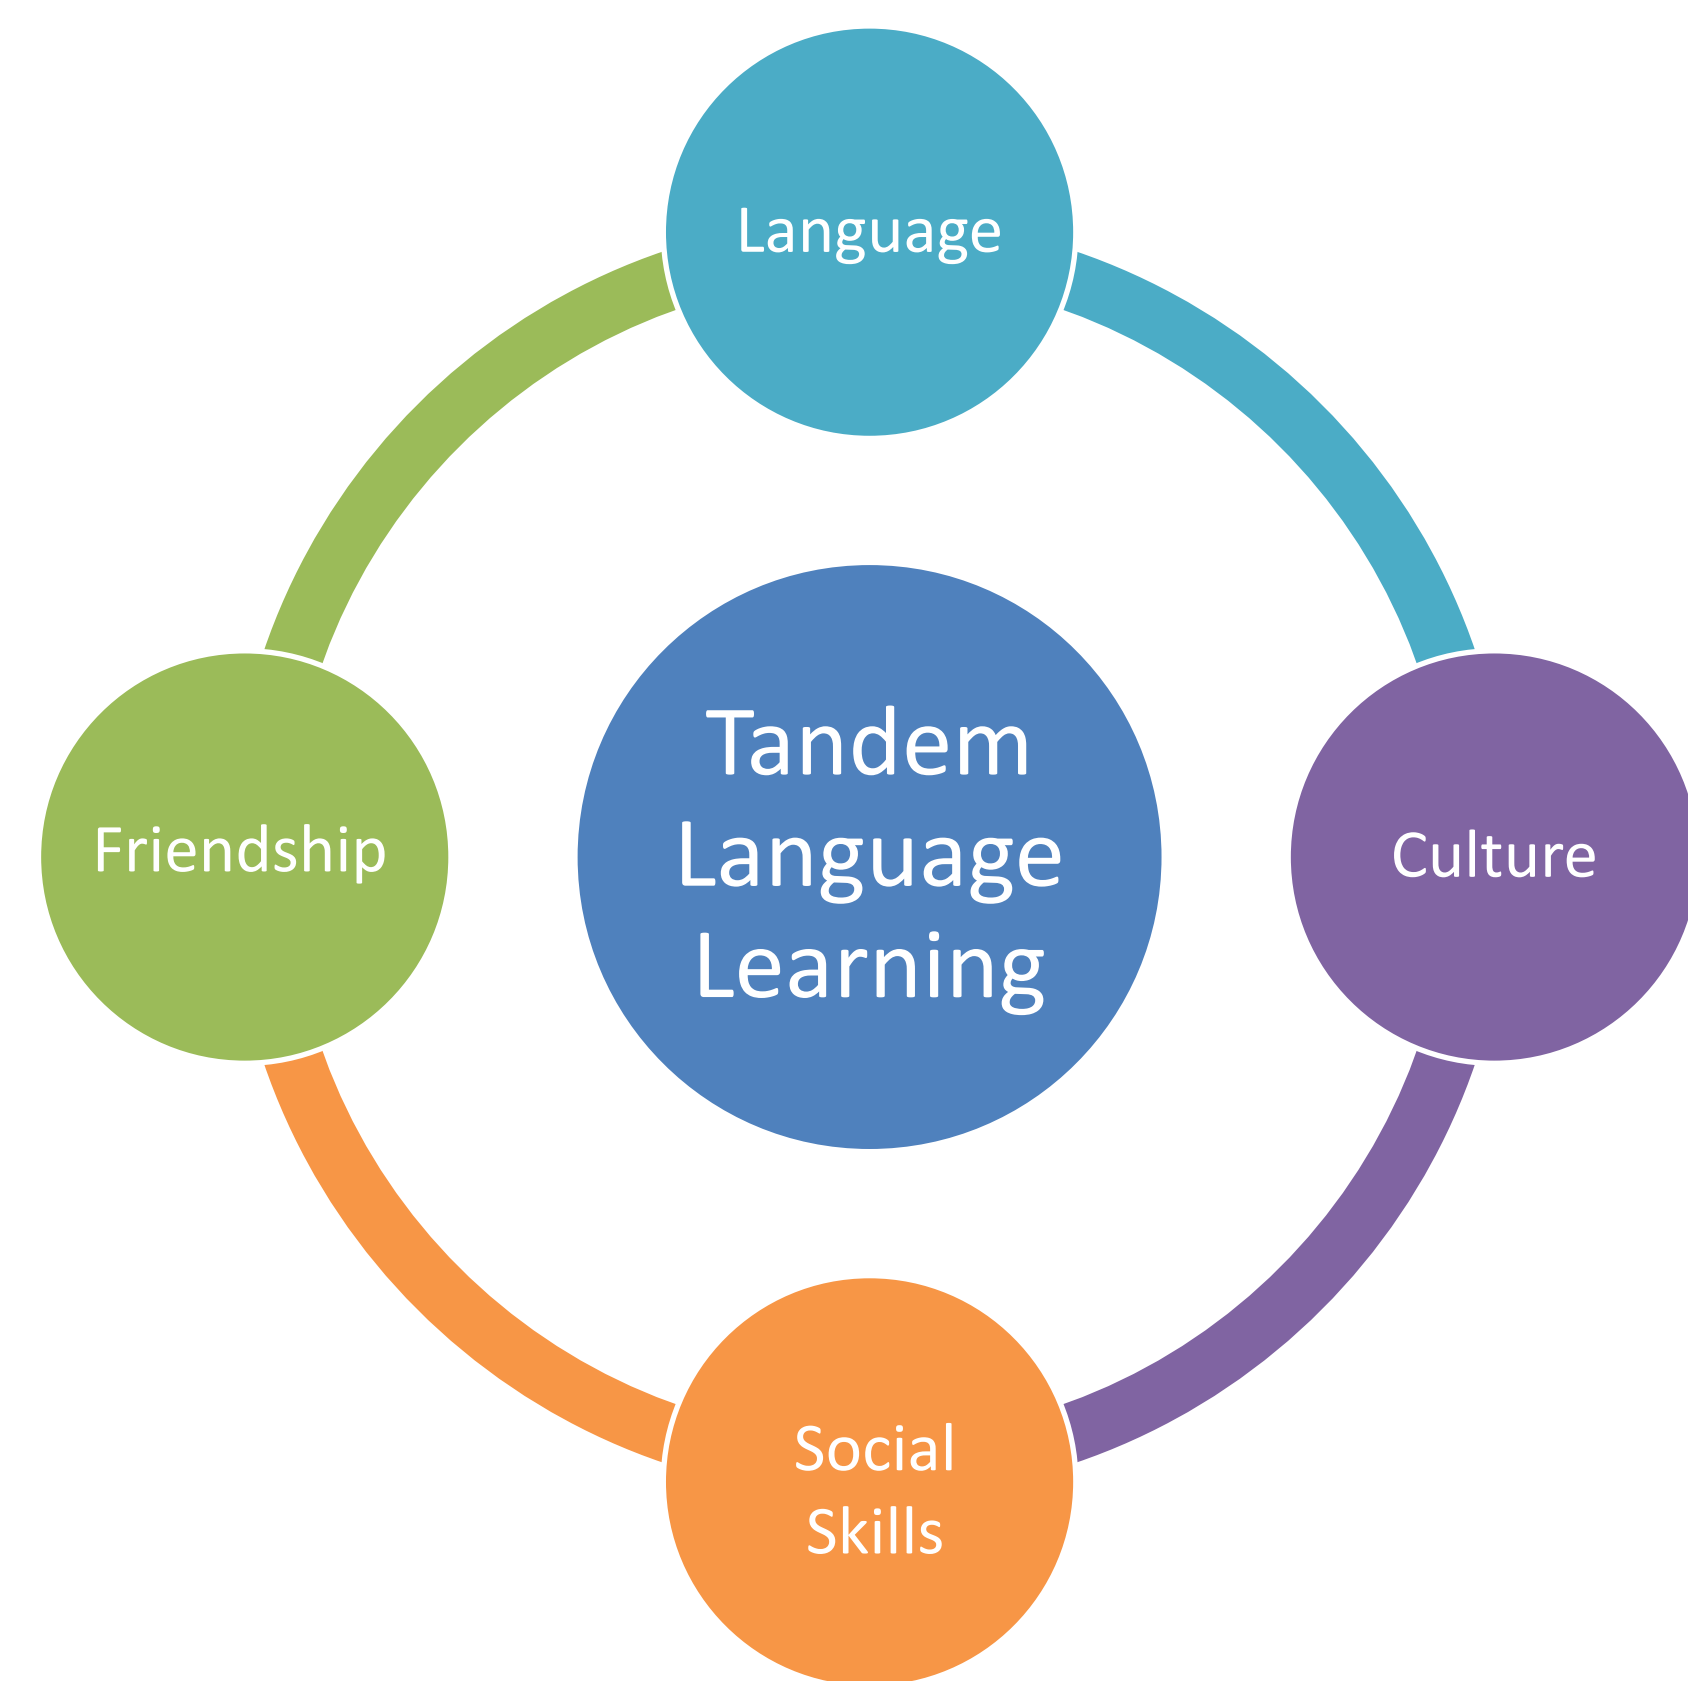 Language
Tandem
Language
Learning
Friendship
Culture
Social
Skills